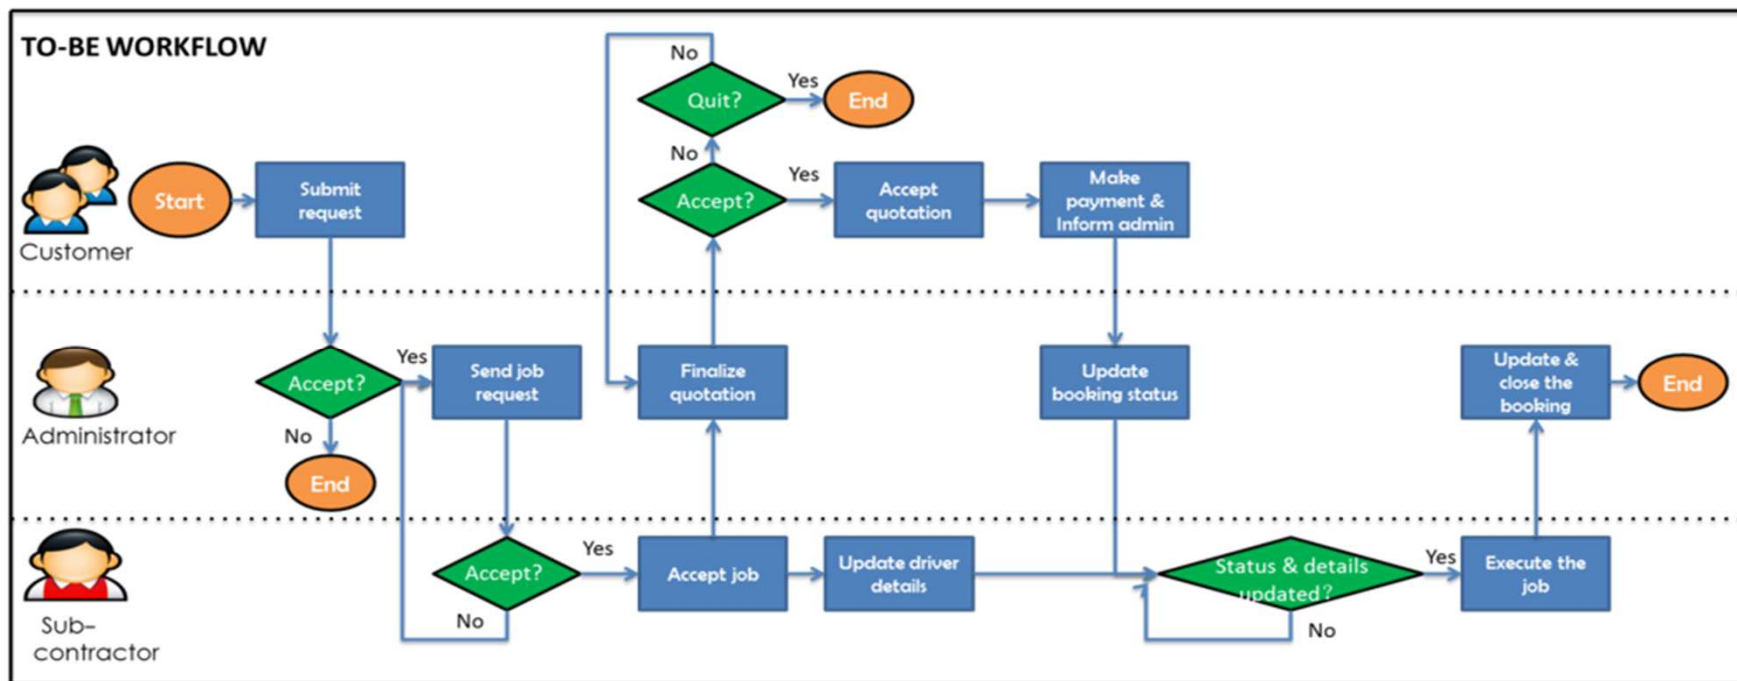 TO-BE WORKFLOW
No
Quit?
Yes
End
No
Customer
Start
Submit
request
Accept?
Yes
Accept
quotation
Make
payment &
Inform admin
Administrator
Accept?
Yes
No
End
Send job
request
Finalize
quotation
Update
booking status
Update &
close the
booking
End
Sub-
contractor
Accept?
Yes
No
Accept job
Update driver
details
Status & details
updated?
Yes
No
Execute the
job